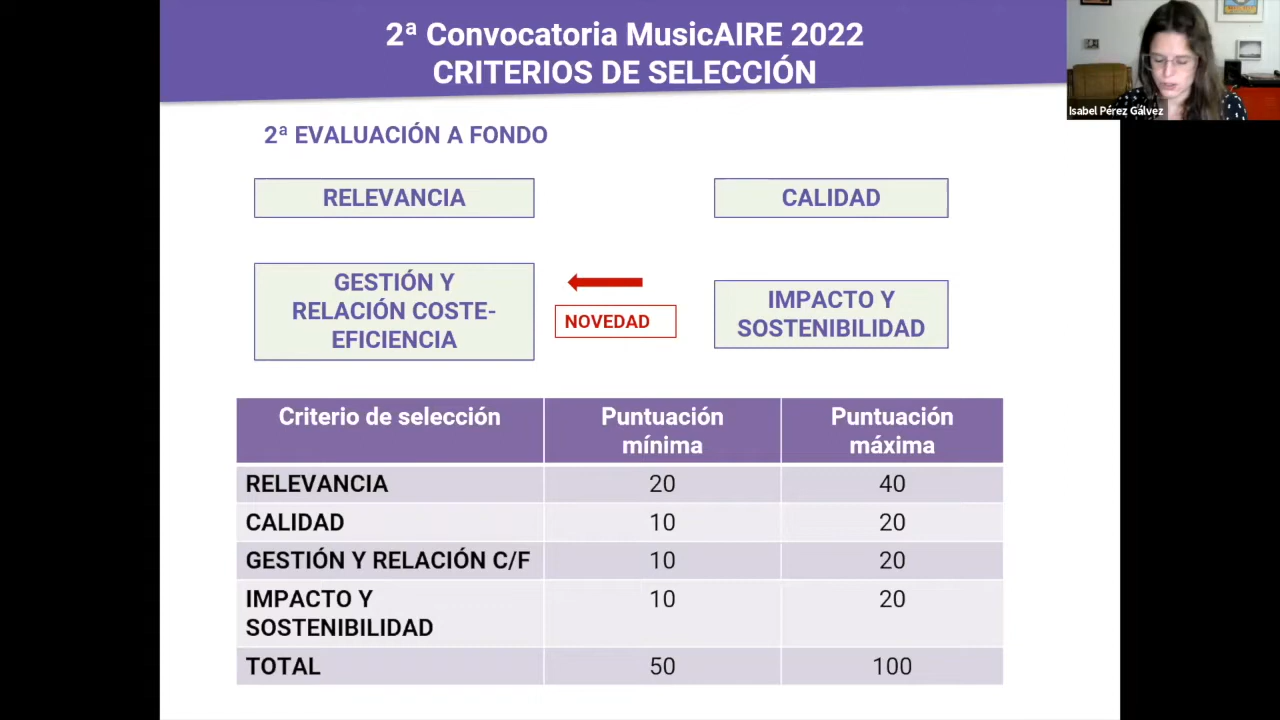 2ª Convocatoria MusicAIRE 2022
CRITERIOS DE SELECCIÓN
Isabel Pérez Gálvez
2ª EVALUACIÓN A FONDO
RELEVANCIA
CALIDAD
GESTIÓN Y
RELACIÓN COSTE-
EFICIENCIA
NOVEDAD
IMPACTO Y
SOSTENIBILIDAD
Criterio de selección
Puntuación
mínima
Puntuación
máxima
RELEVANCIA 20 40
CALIDAD 10 20
GESTIÓN Y RELACIÓN C/F 10 20
IMPACTO Y
SOSTENIBILIDAD 10 20
TOTAL 50 100